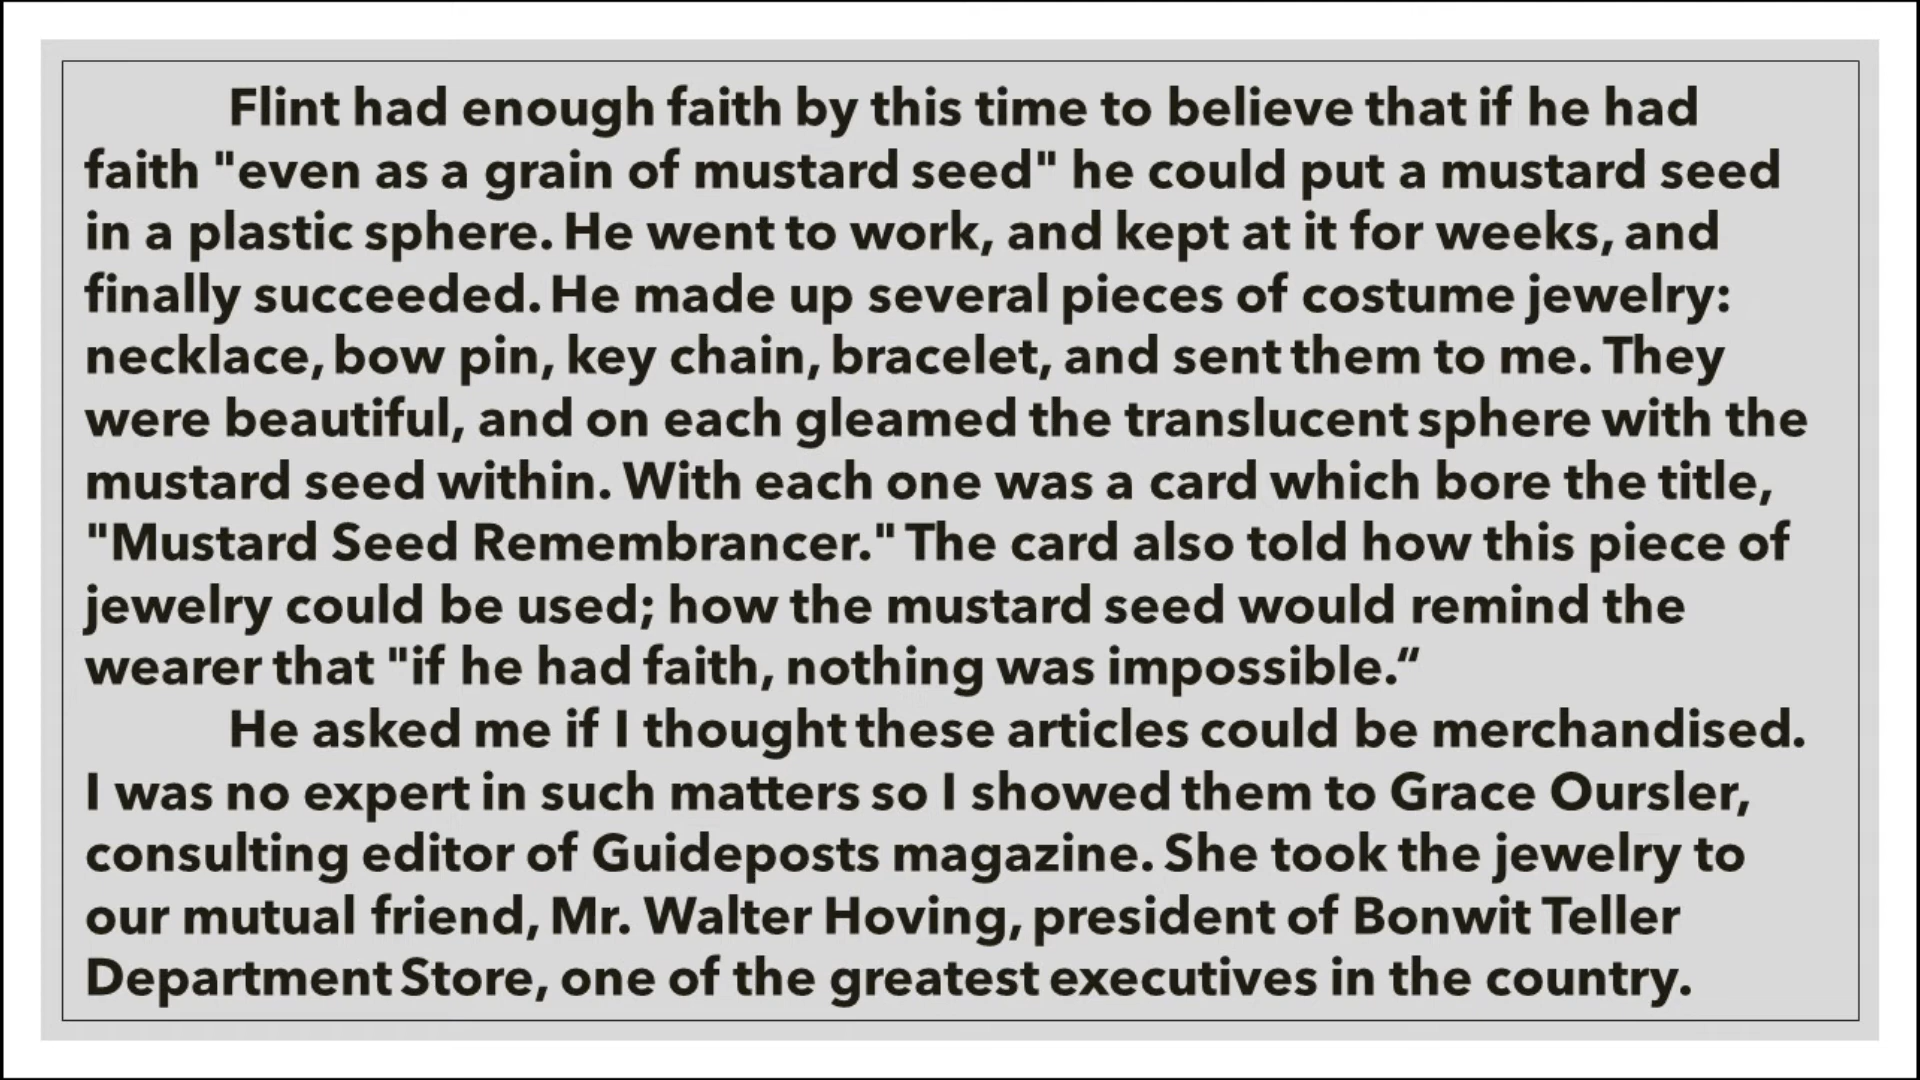 Flint had enough faith by this time to believe that if he had
faith "even as a grain of mustard seed" he could put a mustard seed
in a plastic sphere. He went to work, and kept at it for weeks, and
finally succeeded. He made up several pieces of costume jewelry:
necklace, bow pin, key chain, bracelet, and sent them to me. They
were beautiful, and on each gleamed the translucent sphere with the
mustard seed within. With each one was a card which bore the title,
"Mustard Seed Remembrancer." The card also told how this piece of
jewelry could be used; how the mustard seed would remind the
wearer that "if he had faith, nothing was impossible.“
He asked me if I thought these articles could be merchandised.
I was no expert in such matters so I showed them to Grace Oursler,
consulting editor of Guideposts magazine. She took the jewelry to
our mutual friend, Mr. Walter Hoving, president of Bonwit Teller
Department Store, one of the greatest executives in the country.